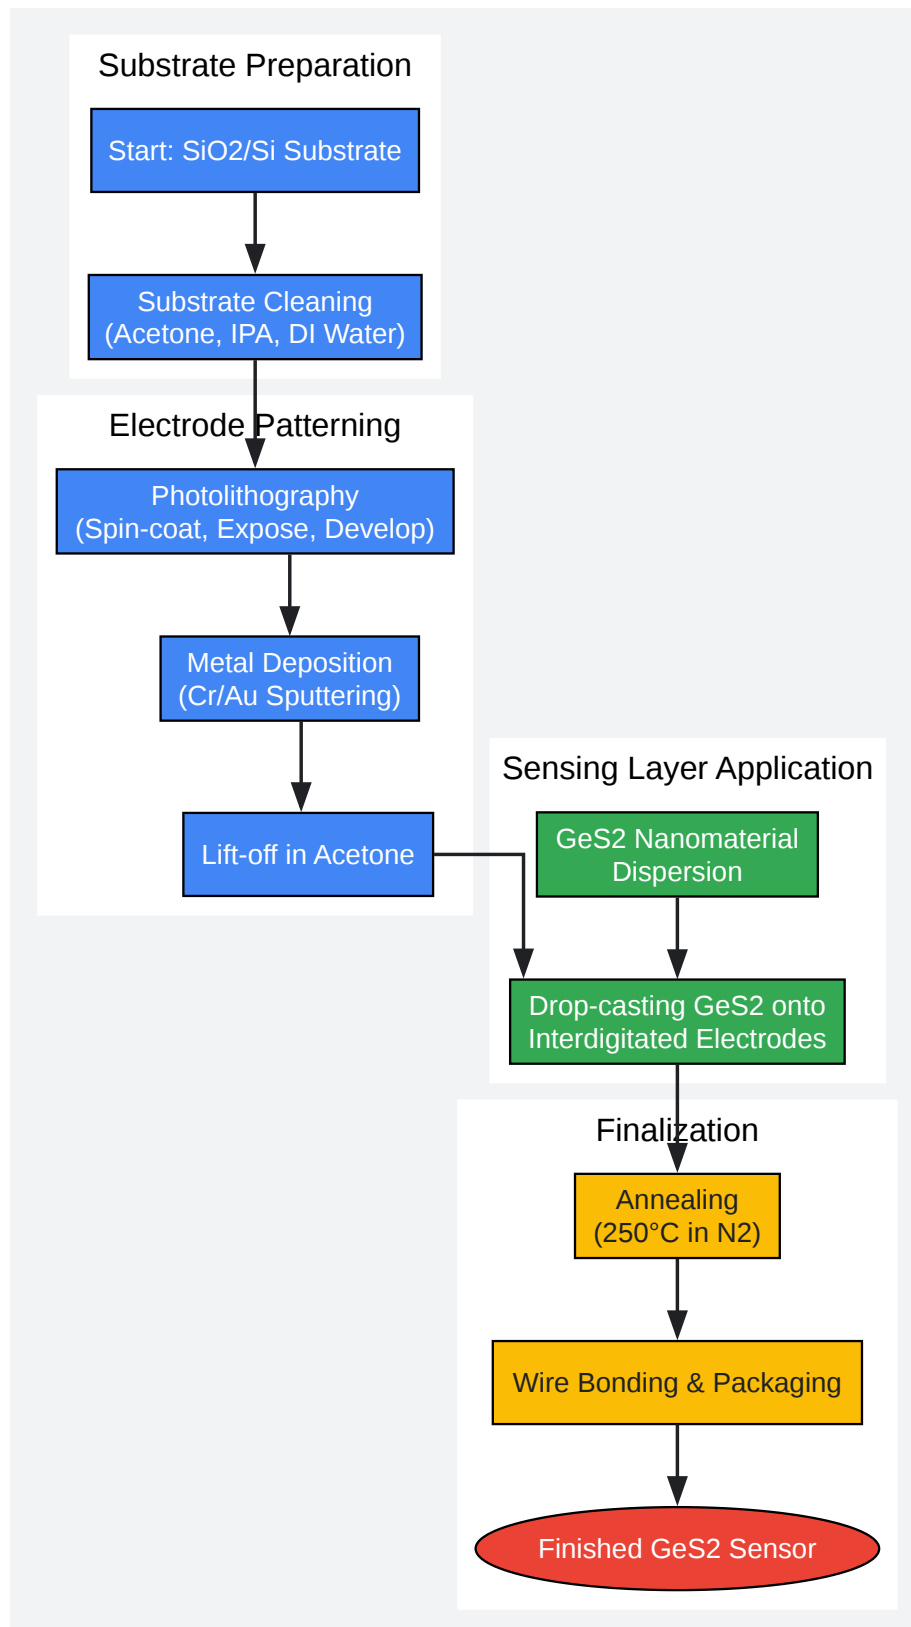 Substrate Preparation
Start: SiO2/Si Substrate
Substrate Cleaning
(Acetone, IPA, DI Water)
Electrode Patterning
Photolithography
(Spin-coat, Expose, Develop)
Metal Deposition
(Cr/Au Sputtering)
Lift-off in Acetone
Sensing Layer Application
GeS2 Nanomaterial
Dispersion
Drop-casting GeS2 onto
Interdigitated Electrodes
Finalization
Annealing
(250°C in N2)
Wire Bonding & Packaging
Finished GeS2 Sensor